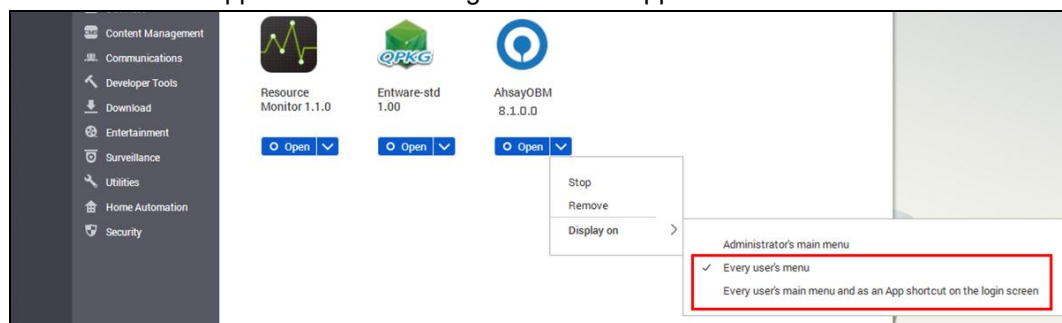 Content Management
Communications
Developer Tools
Download
Entertainment
Surveillance
Utilities
Home Automation
Security
QPKG
Resource
Monitor 1.1.0
Entware-std
1.00
AhsayOBM
8.1.0.0
Open
Open
Open
Stop
Remove
Display on
Administrator's main menu
Every user's menu
Every user's main menu and as an App shortcut on the login screen